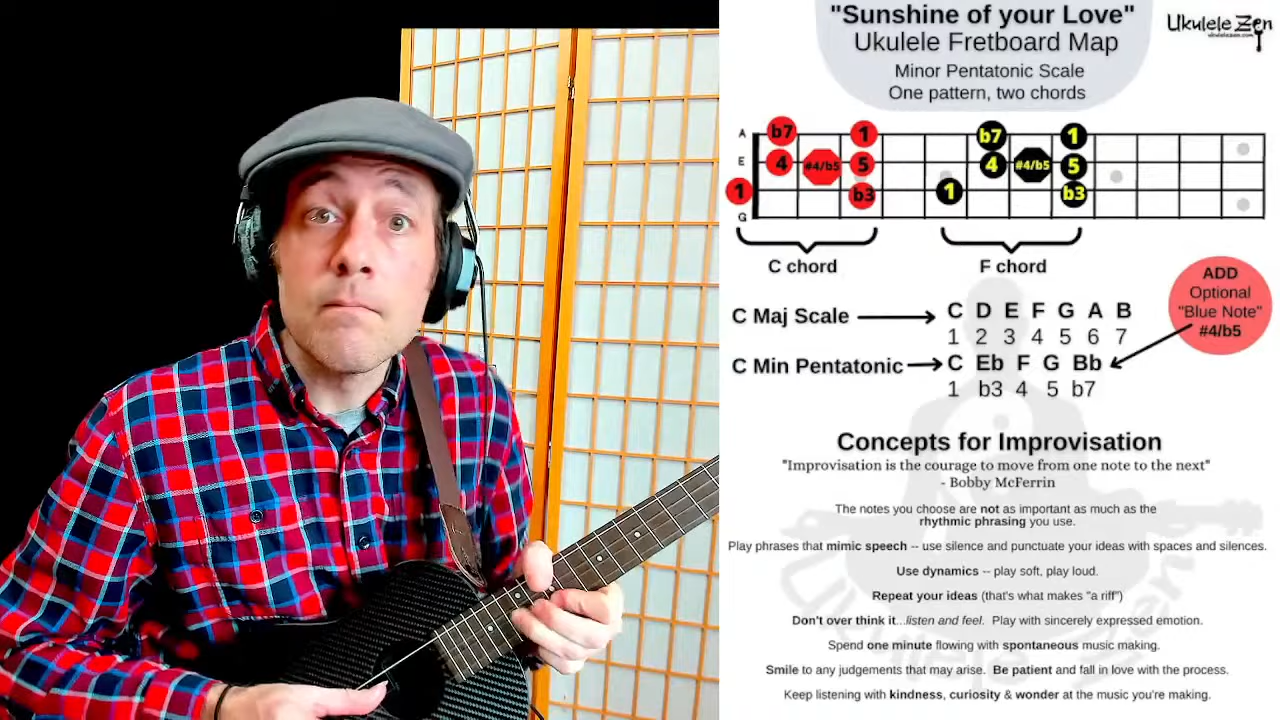 "Sunshine of your Love"
Ukulele Fretboard Map
Ukulele Zen
ukulelezen.com
Minor Pentatonic Scale
One pattern, two chords
A b7 1 b7 1
E 4 #4/b5 5 4 #4/b5 5
1 b3 1 b3
G
C chord F chord
ADD
Optional
"Blue Note"
#4/b5
C Maj Scale C D E F G A B
1 2 3 4 5 6 7
C Min Pentatonic C Eb F G Bb
1 b3 4 5 b7
Concepts for Improvisation
"Improvisation is the courage to move from one note to the next"
- Bobby McFerrin
The notes you choose are not as important as much as the
rhythmic phrasing you use.
Play phrases that mimic speech -- use silence and punctuate your ideas with spaces and silences.
Use dynamics -- play soft, play loud.
Repeat your ideas (that's what makes "a riff")
Don't over think it...listen and feel. Play with sincerely expressed emotion.
Spend one minute flowing with spontaneous music making.
Smile to any judgements that may arise. Be patient and fall in love with the process.
Keep listening with kindness, curiosity & wonder at the music you're making.